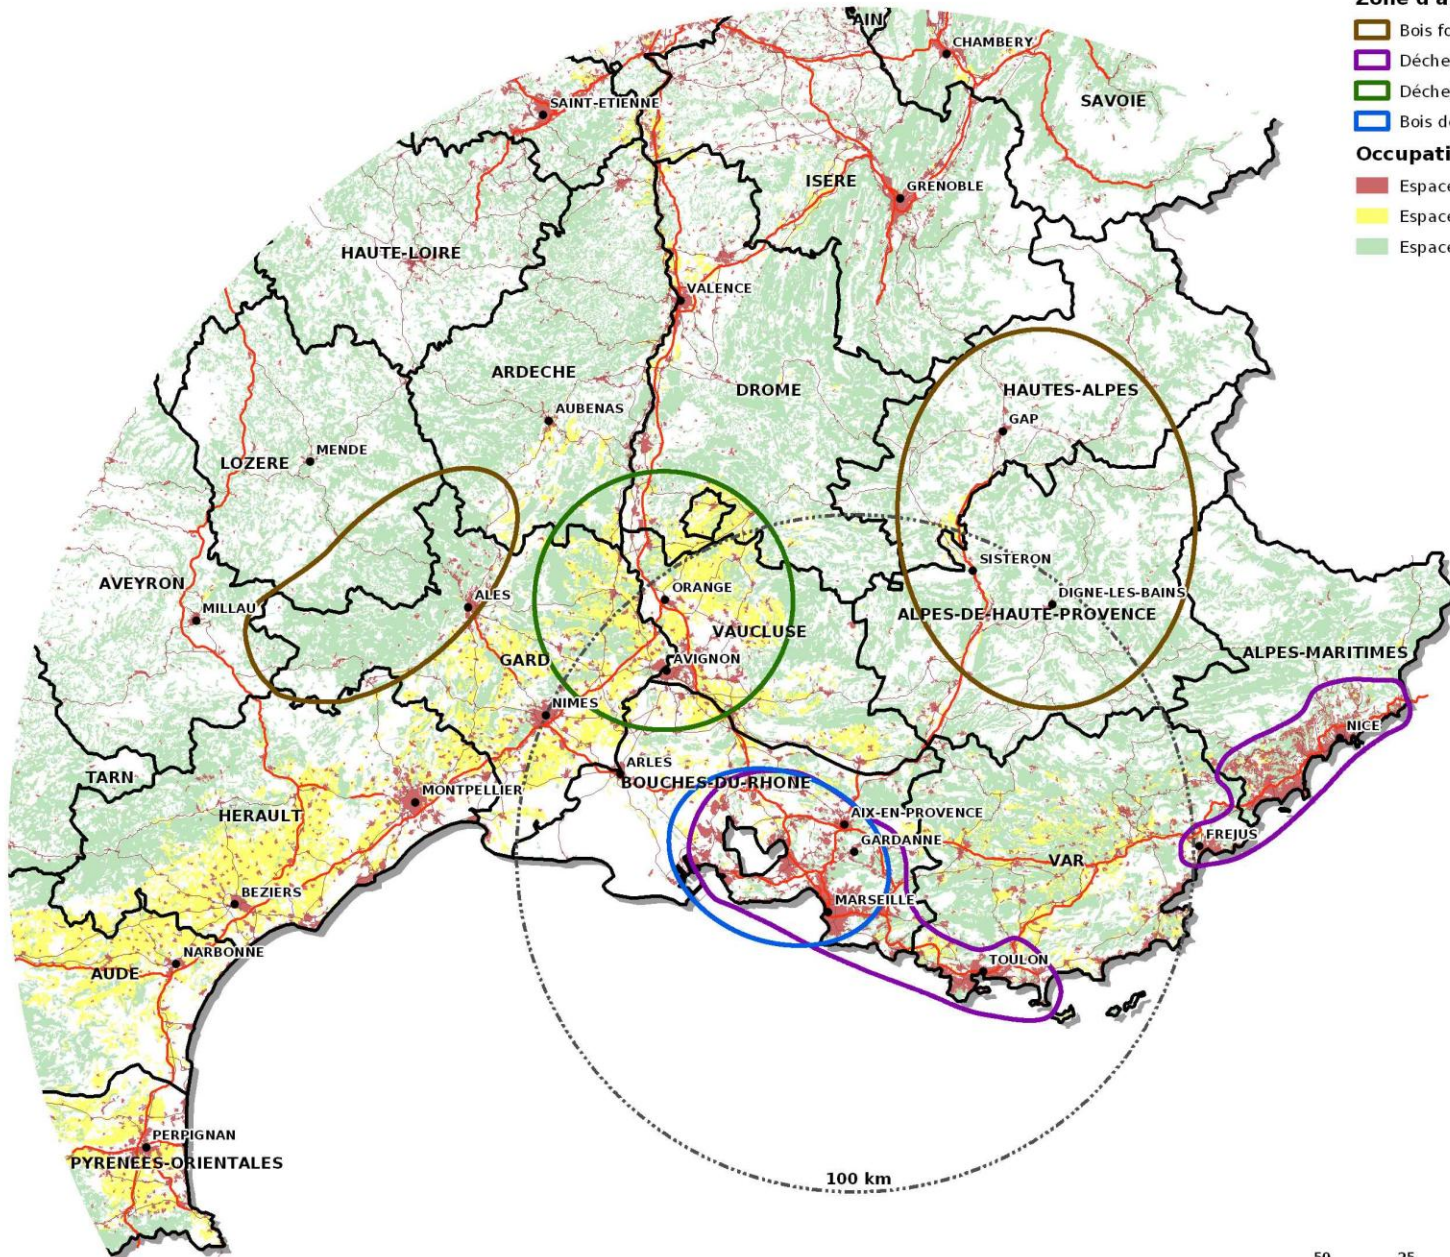 Zone d'a
Bois fo
Déche
Déche
Bois de
Occupati
Espace
Espace
Espace
AIN
CHAMBERY
SAVOIE
SAINT-ETIENNE
ISERE
GRENOBLE
HAUTE-LOIRE
VALENCE
ARDECHE
DROME
HAUTES-ALPES
AUBENAS
GAP
MENDE
LOZERE
AVEYRON
SISTERON
ORANGE
ALES
DIGNE-LES-BAINS
MILLAU
ALPES-DE-HAUTE-PROVENCE
VAUCLUSE
ALPES-MARITIMES
GARD
AVIGNON
NIMES
NICE
ARLES
TARN
BOUCHES-DU-RHONE
MONTPELLIER
HERAULT
AIX-EN-PROVENCE
GARDANNE
FREJUS
VAR
BEZIERS
MARSEILLE
NARBONNE
TOULON
AUDE
PERPIGNAN
PYRENEES-ORIENTALES
100 km
50 25